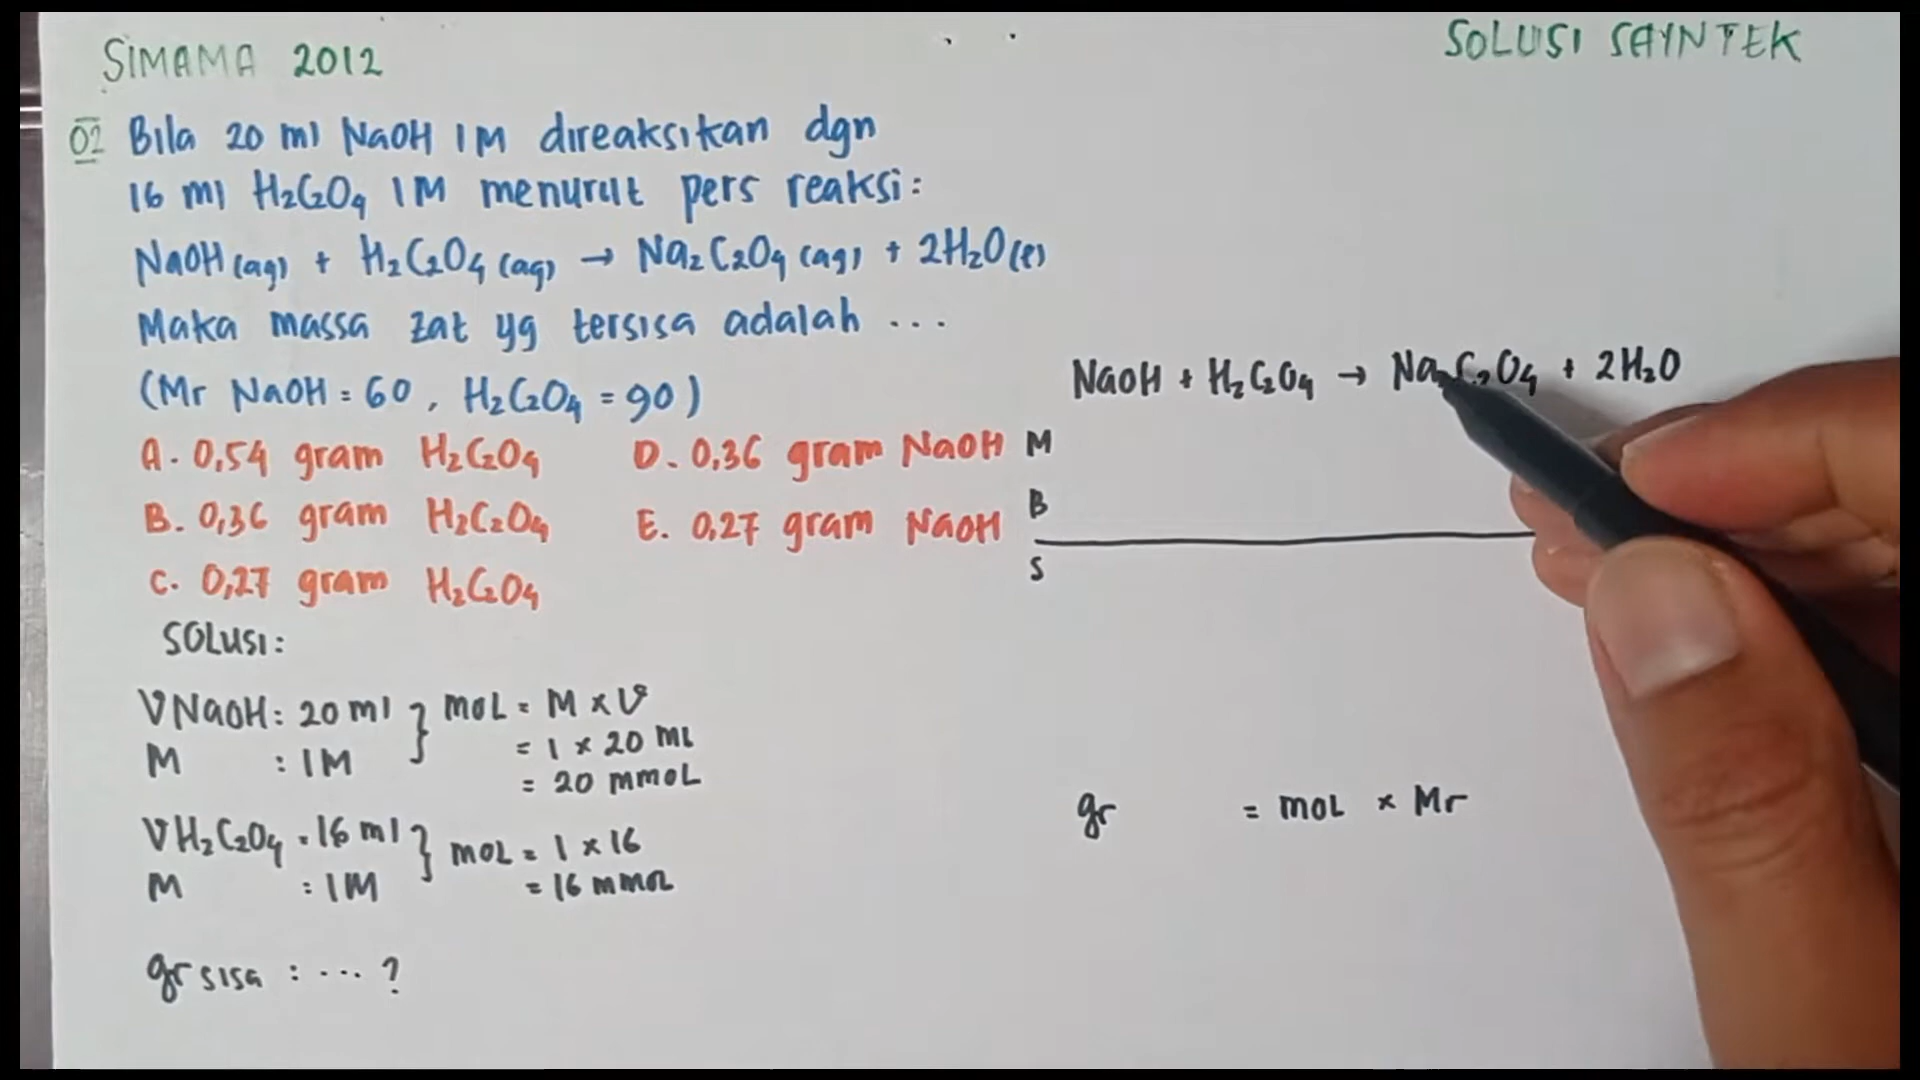 SIMAMA 2012
SOLUSI SAINTEK
02 Bila 20 ml NaOH 1M direaksikan dgn
16 ml H₂C₂O₄ 1M menurut pers reaksi:
NaOH(aq) + H₂C₂O₄(aq) → Na₂C₂O₄(aq) + 2H₂O(l)
Maka massa zat yg tersisa adalah ...
(Mr NaOH = 60, H₂C₂O₄ = 90)
A. 0,54 gram H₂C₂O₄
B. 0,36 gram H₂C₂O₄
C. 0,27 gram H₂C₂O₄
D. 0,36 gram NaOH
E. 0,27 gram NaOH
SOLUSI:
V NaOH : 20 ml } mol = M x V
M : 1M = 1 x 20 ml
= 20 mmol
V H₂C₂O₄ = 16 ml } mol = 1 x 16
M : 1M = 16 mmol
gr sisa : ... ?
NaOH + H₂C₂O₄ → Na₂C₂O₄ + 2H₂O
M
B
S
gr = mol x Mr